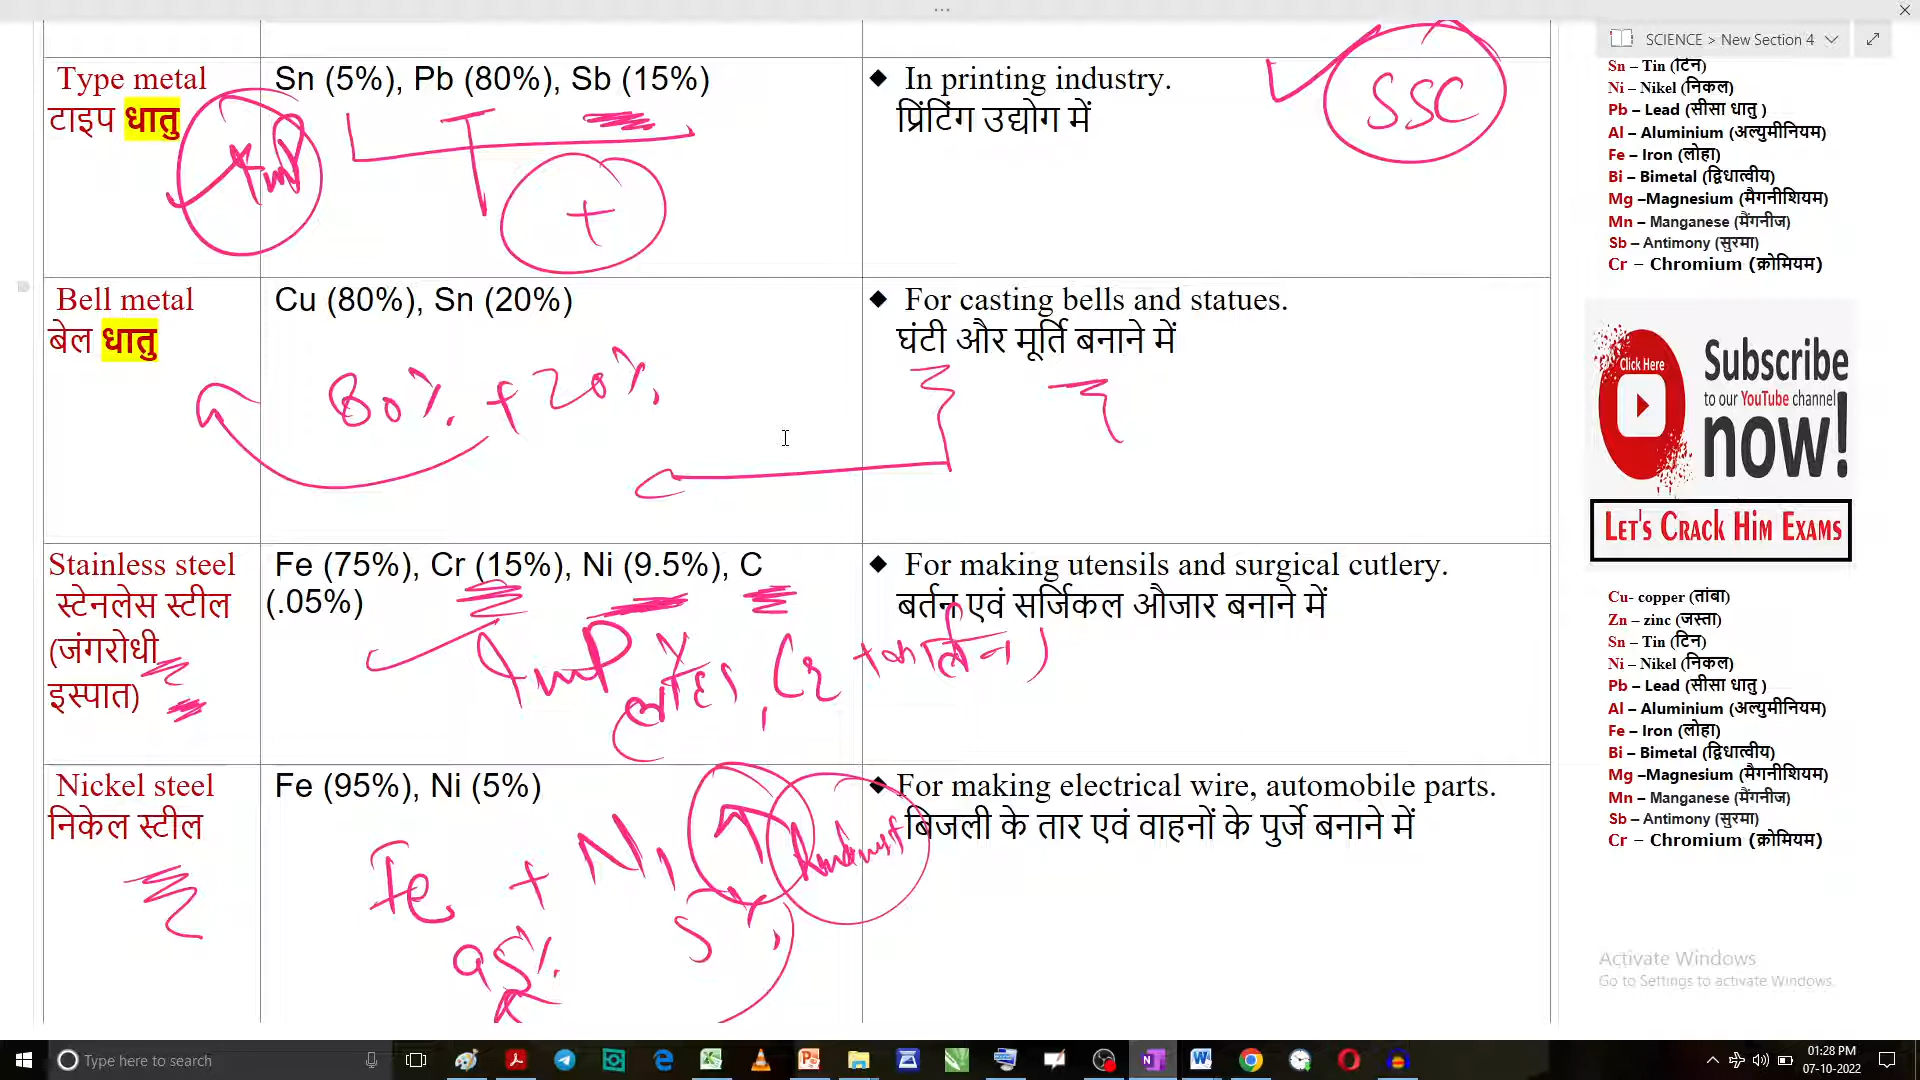 SCIENCE > New Section 4
Type metal
टाइप धातु
Sn (5%), Pb (80%), Sb (15%)
◆ In printing industry.
प्रिंटिंग उद्योग में
SSC
Imp
+
Bell metal
बेल धातु
Cu (80%), Sn (20%)
◆ For casting bells and statues.
घंटी और मूर्ति बनाने में
80% + 20%
Stainless steel
स्टेनलेस स्टील
(जंगरोधी
इस्पात)
Fe (75%), Cr (15%), Ni (9.5%), C
(.05%)
◆ For making utensils and surgical cutlery.
बर्तन एवं सर्जिकल औजार बनाने में
Imp
Nickel steel
निकेल स्टील
Fe (95%), Ni (5%)
◆ For making electrical wire, automobile parts.
बिजली के तार एवं वाहनों के पुर्जे बनाने में
Fe + Ni
95%
5%
Sn – Tin (टिन)
Ni – Nikel (निकल)
Pb – Lead (सीसा धातु )
Al – Aluminium (अल्युमीनियम)
Fe – Iron (लोहा)
Bi – Bimetal (द्विधात्वीय)
Mg –Magnesium (मैगनीशियम)
Mn – Manganese (मैंगनीज)
Sb – Antimony (सुरमा)
Cr – Chromium (क्रोमियम)
Click Here
Subscribe
to our YouTube channel
now!
Let's Crack Him Exams
Cu- copper (तांबा)
Zn – zinc (जस्ता)
Sn – Tin (टिन)
Ni – Nikel (निकल)
Pb – Lead (सीसा धातु )
Al – Aluminium (अल्युमीनियम)
Fe – Iron (लोहा)
Bi – Bimetal (द्विधात्वीय)
Mg –Magnesium (मैगनीशियम)
Mn – Manganese (मैंगनीज)
Sb – Antimony (सुरमा)
Cr – Chromium (क्रोमियम)
Activate Windows
Go to Settings to activate Windows.
Type here to search
01:28 PM
07-10-2022